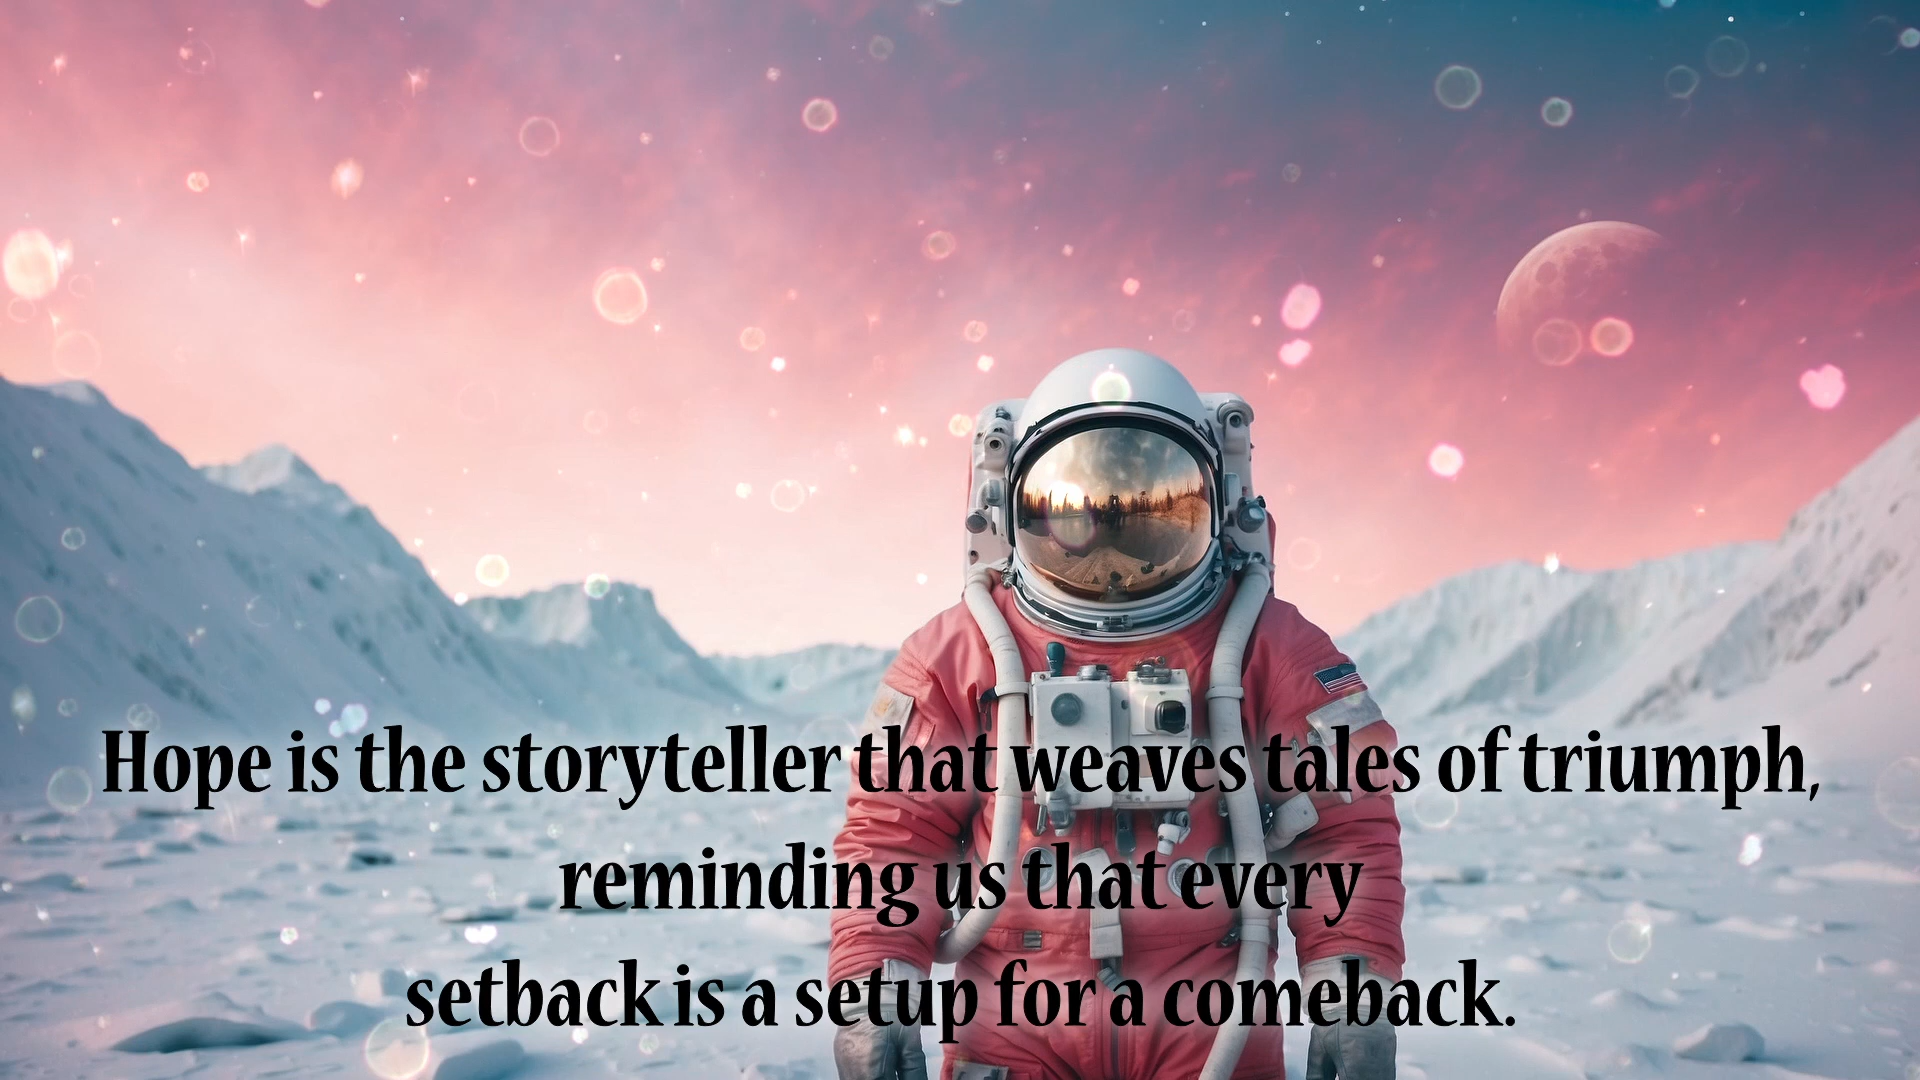 Hope is the storyteller that weaves tales of triumph,
reminding us that every
setback is a setup for a comeback.